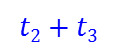 t₂ + t₃